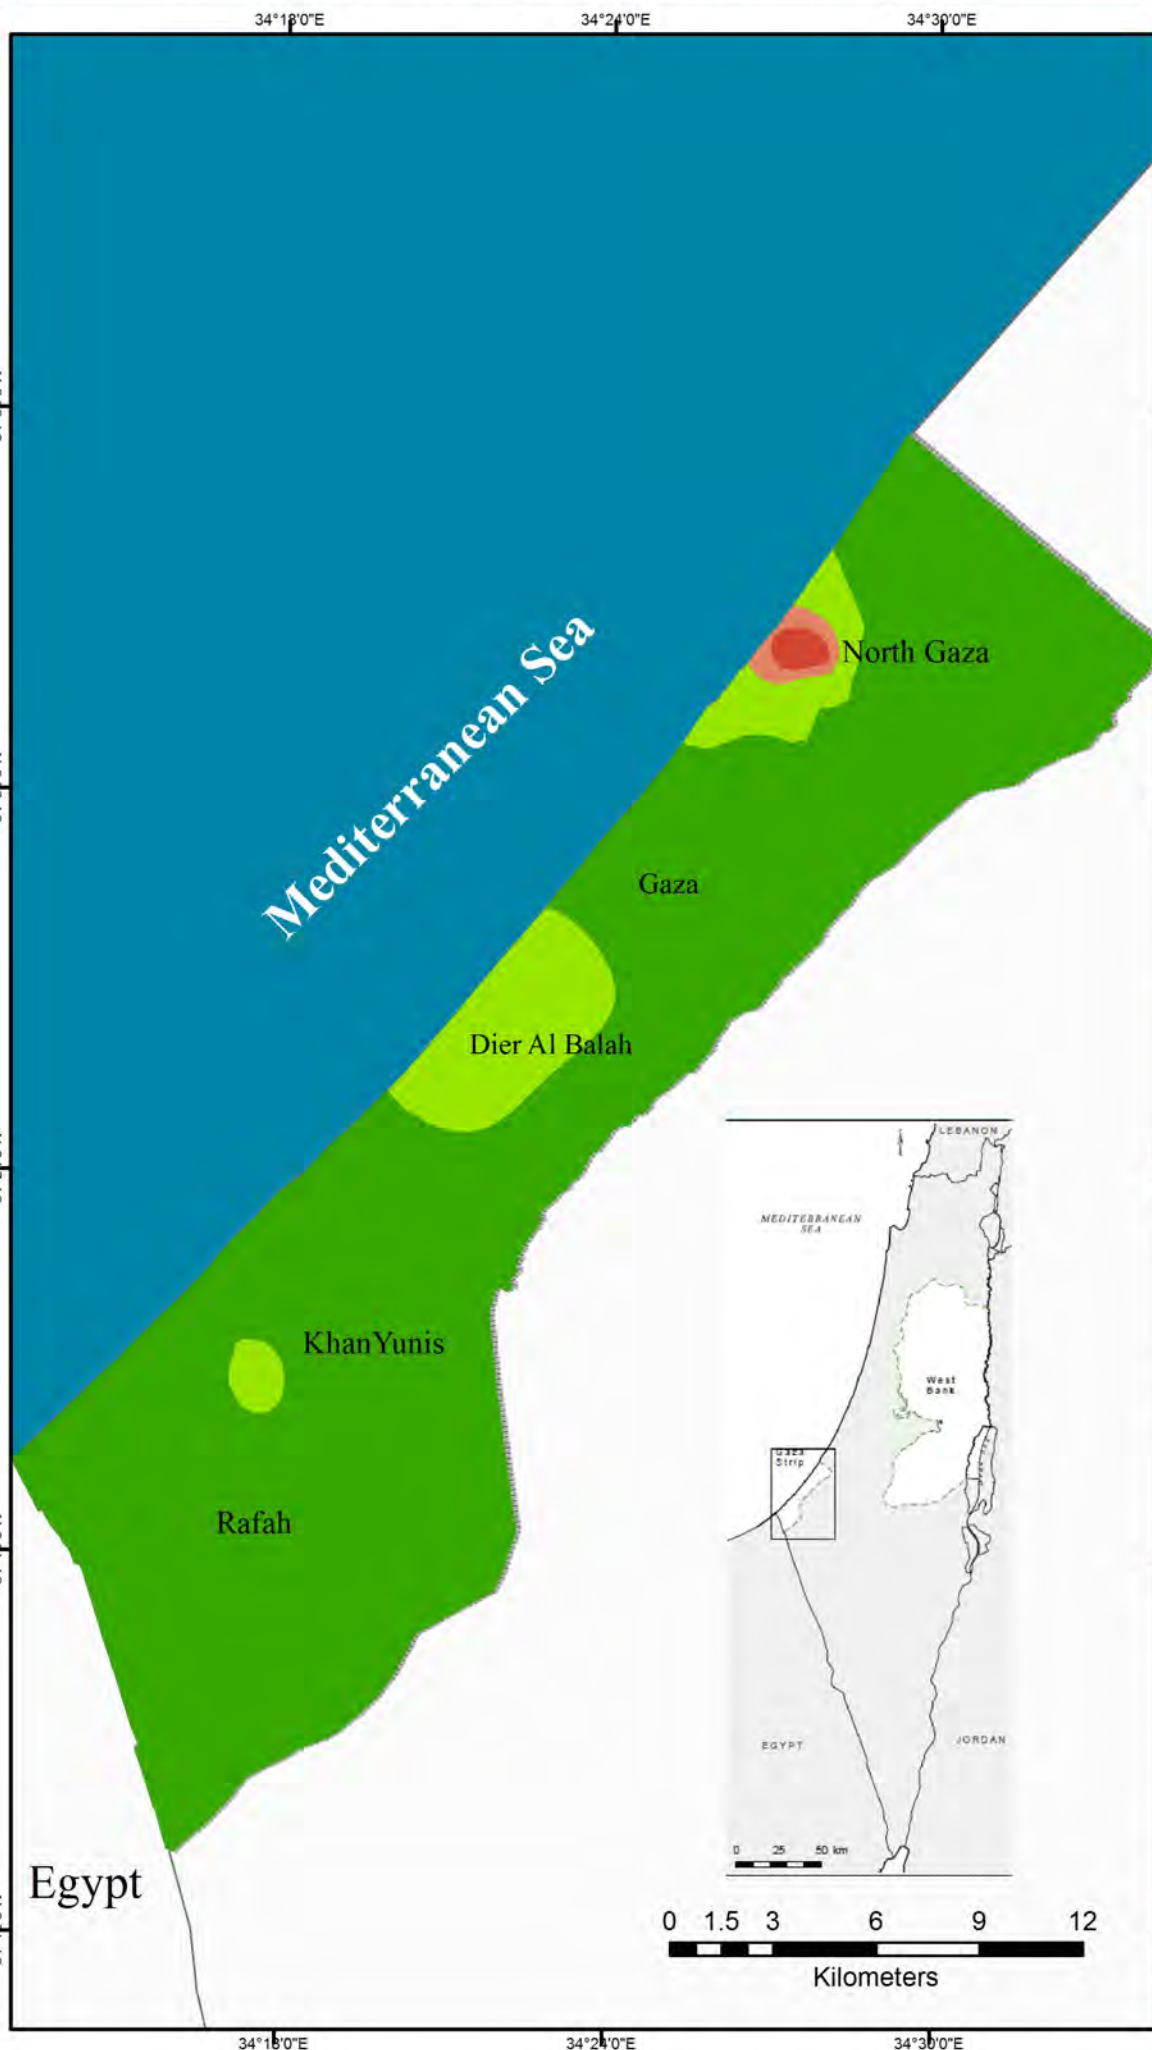 34°18'0"E
34°24'0"E
34°30'0"E
Mediterranean Sea
North Gaza
Gaza
Dier Al Balah
KhanYunis
Rafah
Egypt
LEBANON
MEDITERRANEAN
SEA
West
Bank
Gaza
Strip
EGYPT
JORDAN
0 25 50 km
0 1.5 3 6 9 12
Kilometers
34°18'0"E
34°24'0"E
34°30'0"E